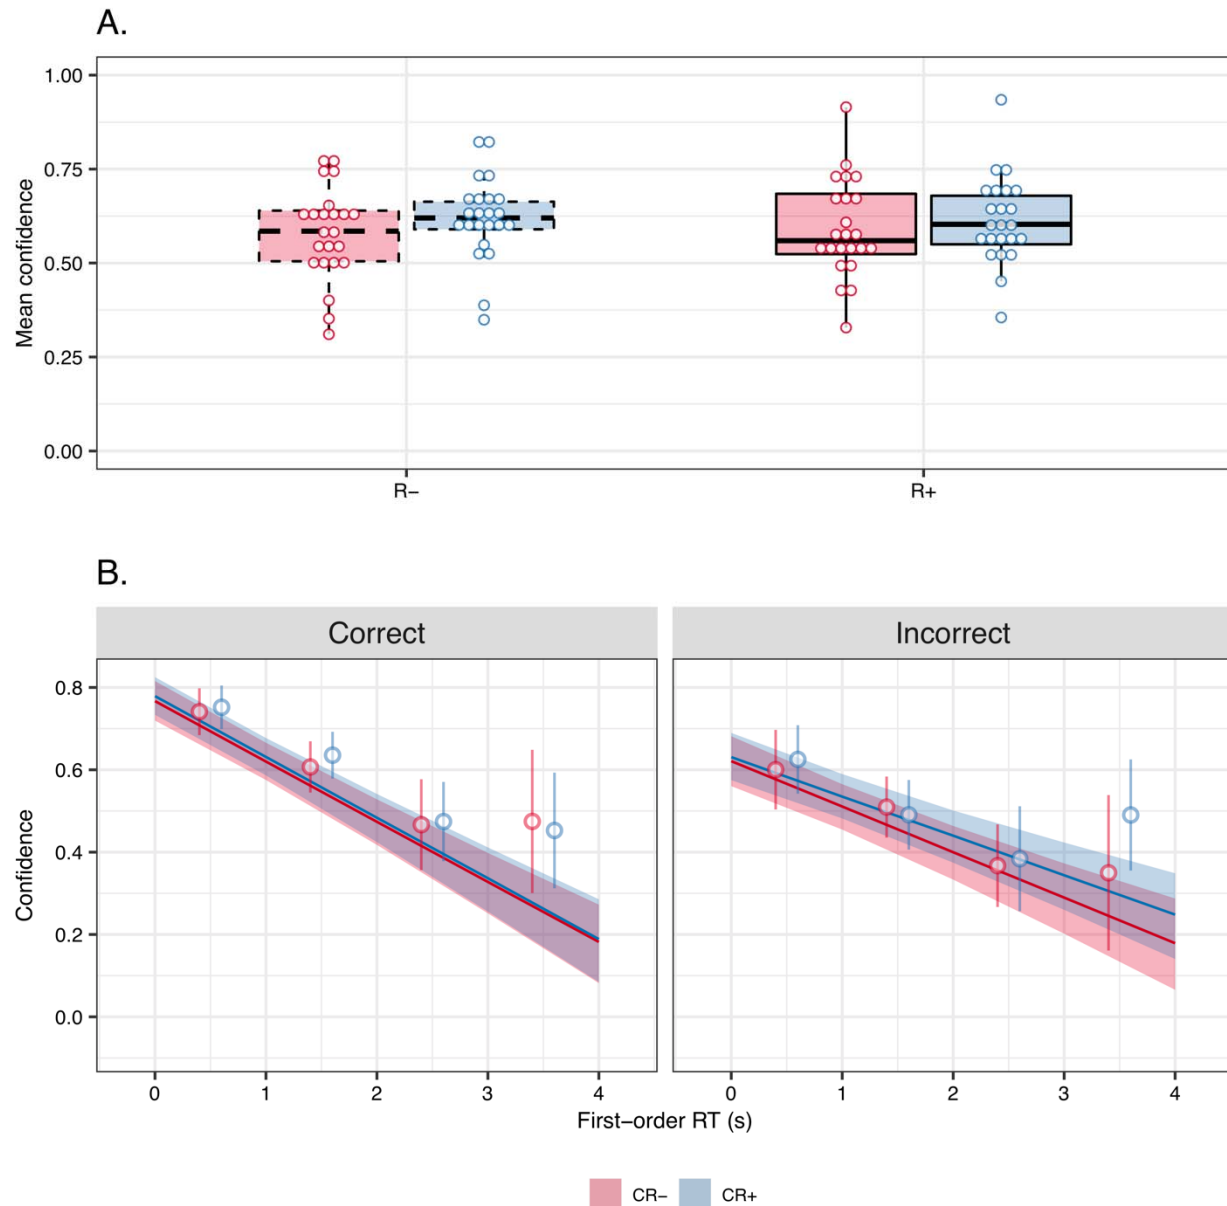 A.
1.00
0.75
0.50
0.25
0.00
Mean confidence
R−
R+
B.
Correct
Incorrect
0.8
0.6
0.4
0.2
0.0
Confidence
0 1 2 3 4
0 1 2 3 4
First−order RT (s)
CR−
CR+